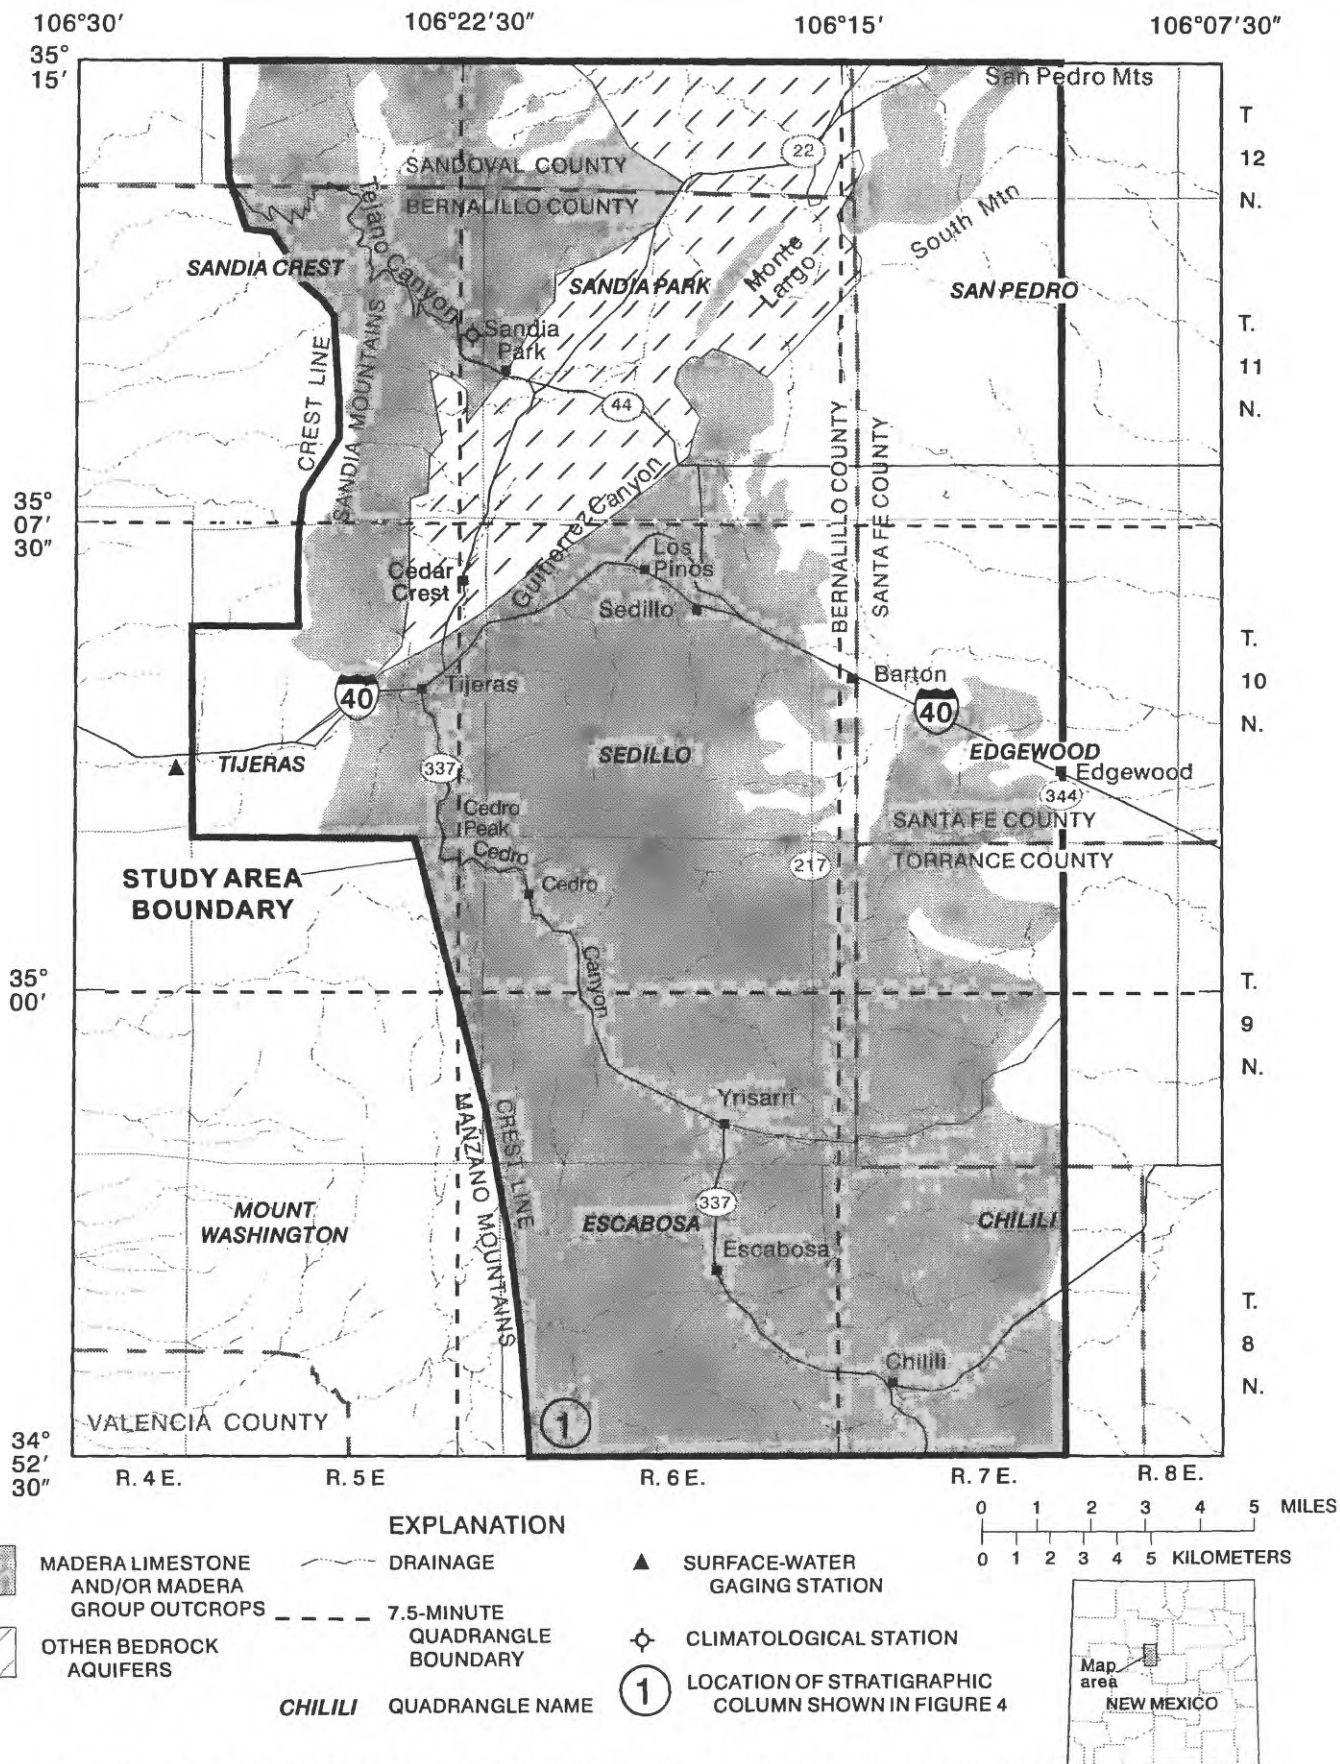 106°30′ 106°22′30″ 106°15′ 106°07′30″
35°
15′
San Pedro Mts
T
12
N.
22
SANDOVAL COUNTY
BERNALILLO COUNTY
Tejano Canyon
South Mtn
Monte
Largo
SANDIA CREST
SANDIA PARK
SAN PEDRO
Sandia
Park
T.
11
N.
CREST LINE
SANDIA MOUNTAINS
44
BERNALILLO COUNTY
SANTA FE COUNTY
Gutierrez Canyon
35°
07′
30″
Los
Pinos
Cedar
Crest
Sedillo
T.
10
N.
Tijeras
Barton
40
40
TIJERAS
SEDILLO
EDGEWOOD
Edgewood
337
344
Cedro
Peak
Cedro
SANTA FE COUNTY
TORRANCE COUNTY
217
STUDY AREA
BOUNDARY
Cedro
Canyon
35°
00′
T.
9
N.
Yrisarri
MANZANO MOUNTAINS
CREST LINE
MOUNT
WASHINGTON
337
ESCABOSA
CHILILI
Escabosa
T.
8
N.
Chilili
VALENCIA COUNTY
1
34°
52′
30″
R. 4 E. R. 5 E R. 6 E. R. 7 E. R. 8 E.
0 1 2 3 4 5 MILES
0 1 2 3 4 5 KILOMETERS
EXPLANATION
MADERA LIMESTONE
AND/OR MADERA
GROUP OUTCROPS
OTHER BEDROCK
AQUIFERS
DRAINAGE
7.5-MINUTE
QUADRANGLE
BOUNDARY
CHILILI QUADRANGLE NAME
SURFACE-WATER
GAGING STATION
CLIMATOLOGICAL STATION
1 LOCATION OF STRATIGRAPHIC
COLUMN SHOWN IN FIGURE 4
Map
area
NEW MEXICO